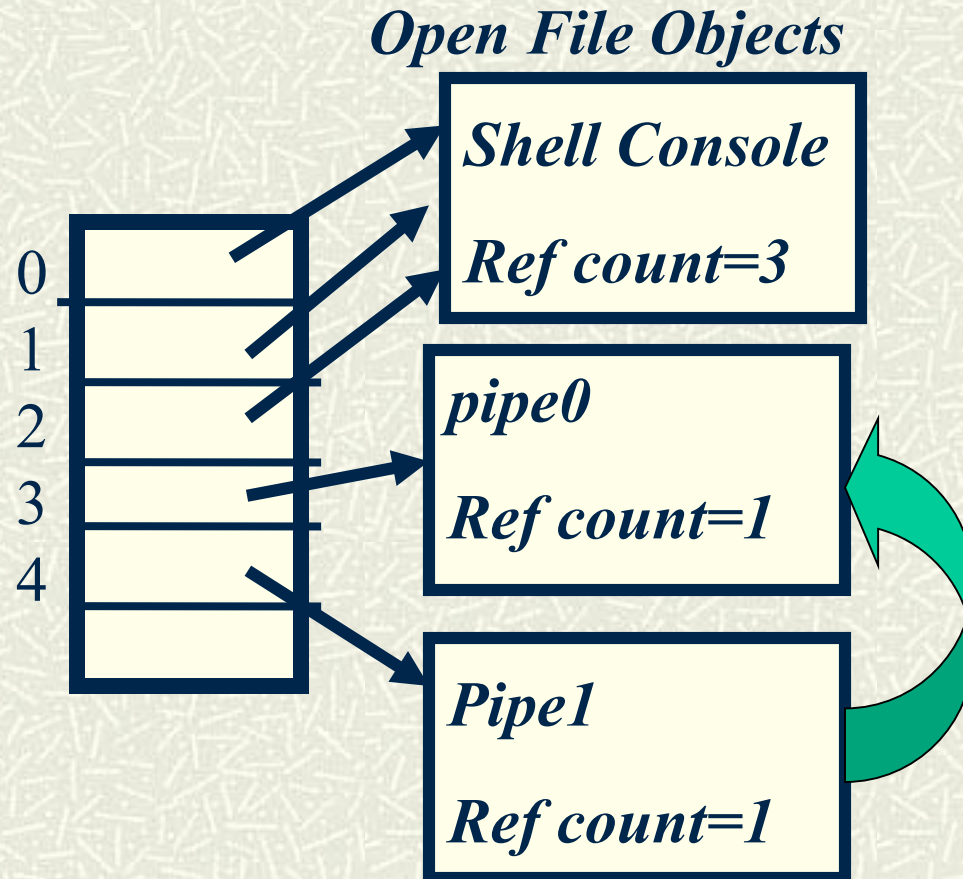 Open File Objects
Shell Console
Ref count=3
0
1
2
3
4
pipe0
Ref count=1
Pipe1
Ref count=1